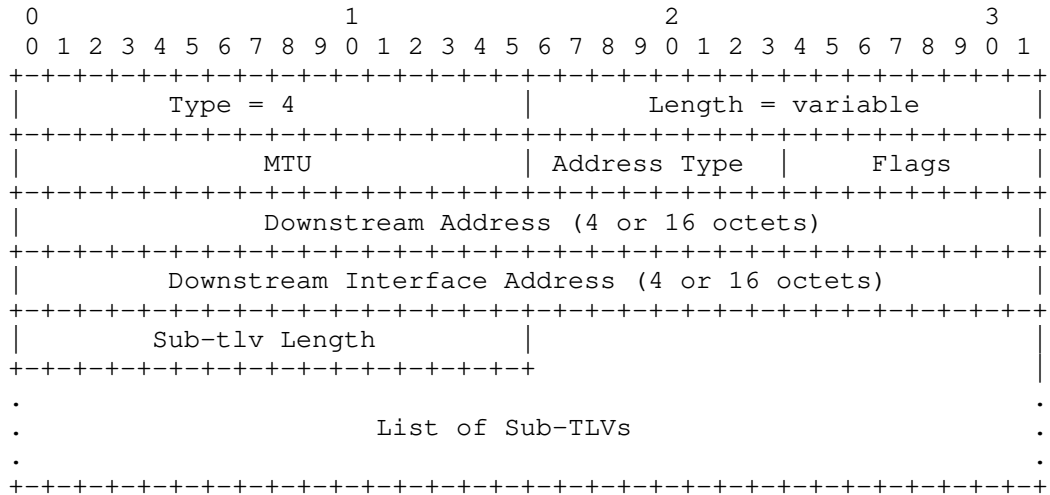 0                   1                   2                   3
 0 1 2 3 4 5 6 7 8 9 0 1 2 3 4 5 6 7 8 9 0 1 2 3 4 5 6 7 8 9 0 1
+-+-+-+-+-+-+-+-+-+-+-+-+-+-+-+-+-+-+-+-+-+-+-+-+-+-+-+-+-+-+-+-+
|         Type = 4              |       Length = variable       |
+-+-+-+-+-+-+-+-+-+-+-+-+-+-+-+-+-+-+-+-+-+-+-+-+-+-+-+-+-+-+-+-+
|               MTU             | Address Type  |     Flags     |
+-+-+-+-+-+-+-+-+-+-+-+-+-+-+-+-+-+-+-+-+-+-+-+-+-+-+-+-+-+-+-+-+
|               Downstream Address (4 or 16 octets)             |
+-+-+-+-+-+-+-+-+-+-+-+-+-+-+-+-+-+-+-+-+-+-+-+-+-+-+-+-+-+-+-+-+
|         Downstream Interface Address (4 or 16 octets)         |
+-+-+-+-+-+-+-+-+-+-+-+-+-+-+-+-+-+-+-+-+-+-+-+-+-+-+-+-+-+-+-+-+
|        Sub-tlv Length         |                               |
+-+-+-+-+-+-+-+-+-+-+-+-+-+-+-+-+                               |
.                                                               .
.                      List of Sub-TLVs                         .
.                                                               .
+-+-+-+-+-+-+-+-+-+-+-+-+-+-+-+-+-+-+-+-+-+-+-+-+-+-+-+-+-+-+-+-+